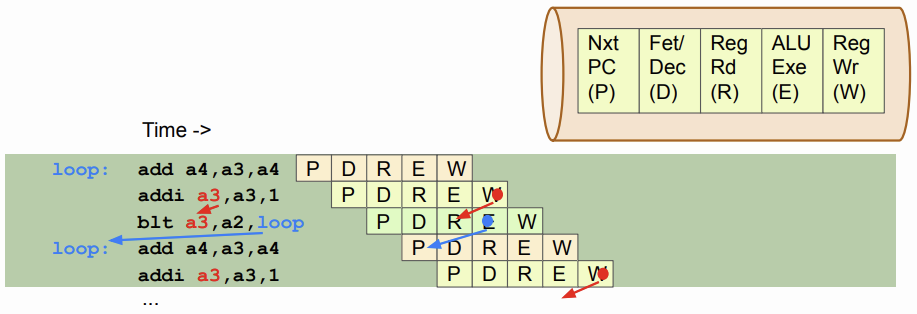 Nxt PC (P) Fet/ Dec (D) Reg Rd (R) ALU Exe (E) Reg Wr (W)
Time ->
loop: add a4,a3,a4 P D R E W
addi a3,a3,1 P D R E W
blt a3,a2,loop P D R E W
loop: add a4,a3,a4 P D R E W
addi a3,a3,1 P D R E W
...